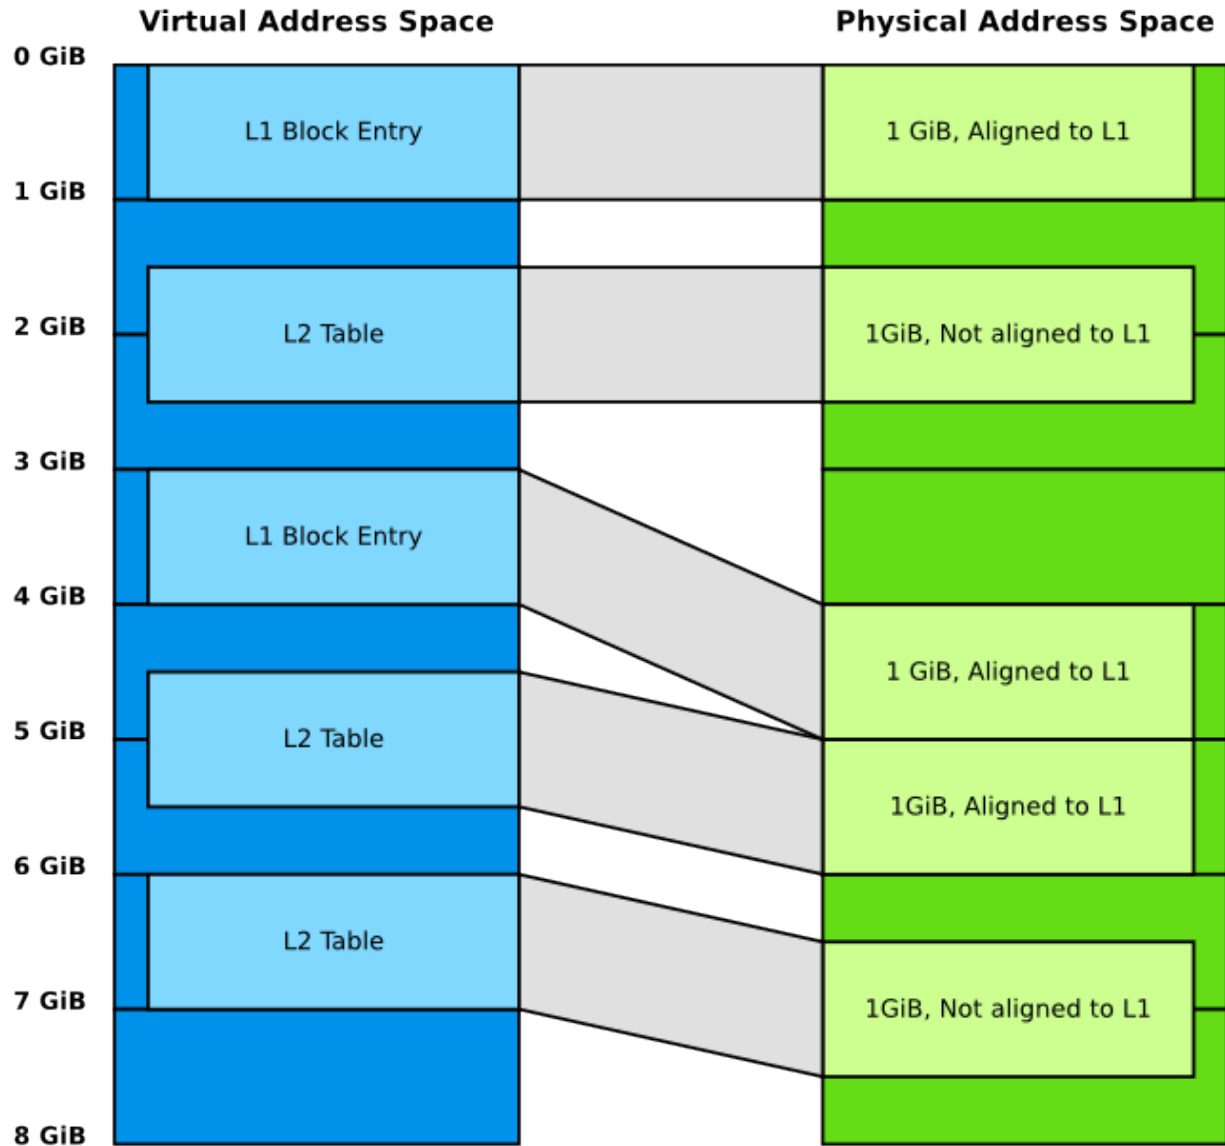 Virtual Address Space
Physical Address Space
0 GiB
L1 Block Entry
1 GiB, Aligned to L1
1 GiB
2 GiB
L2 Table
1GiB, Not aligned to L1
3 GiB
L1 Block Entry
4 GiB
1 GiB, Aligned to L1
5 GiB
L2 Table
1GiB, Aligned to L1
6 GiB
L2 Table
7 GiB
1GiB, Not aligned to L1
8 GiB